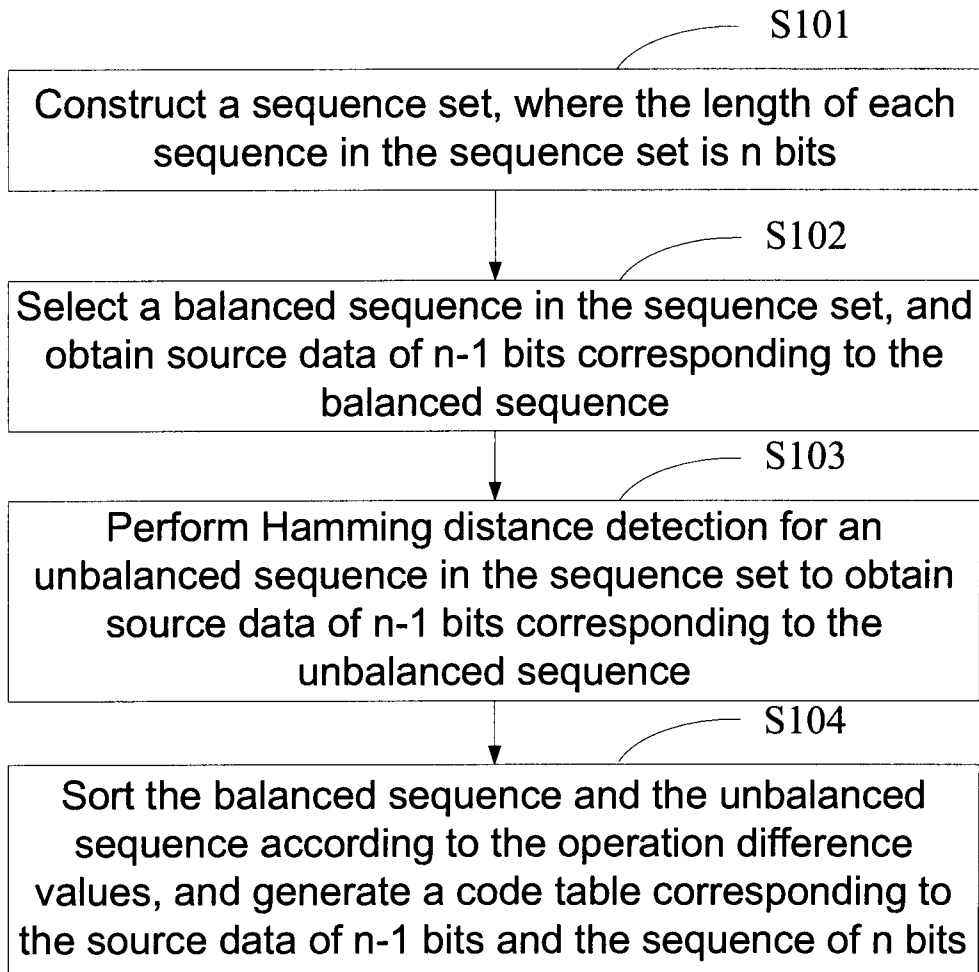 S101
Construct a sequence set, where the length of each
sequence in the sequence set is n bits
S102
Select a balanced sequence in the sequence set, and
obtain source data of n-1 bits corresponding to the
balanced sequence
S103
Perform Hamming distance detection for an
unbalanced sequence in the sequence set to obtain
source data of n-1 bits corresponding to the
unbalanced sequence
S104
Sort the balanced sequence and the unbalanced
sequence according to the operation difference
values, and generate a code table corresponding to
the source data of n-1 bits and the sequence of n bits